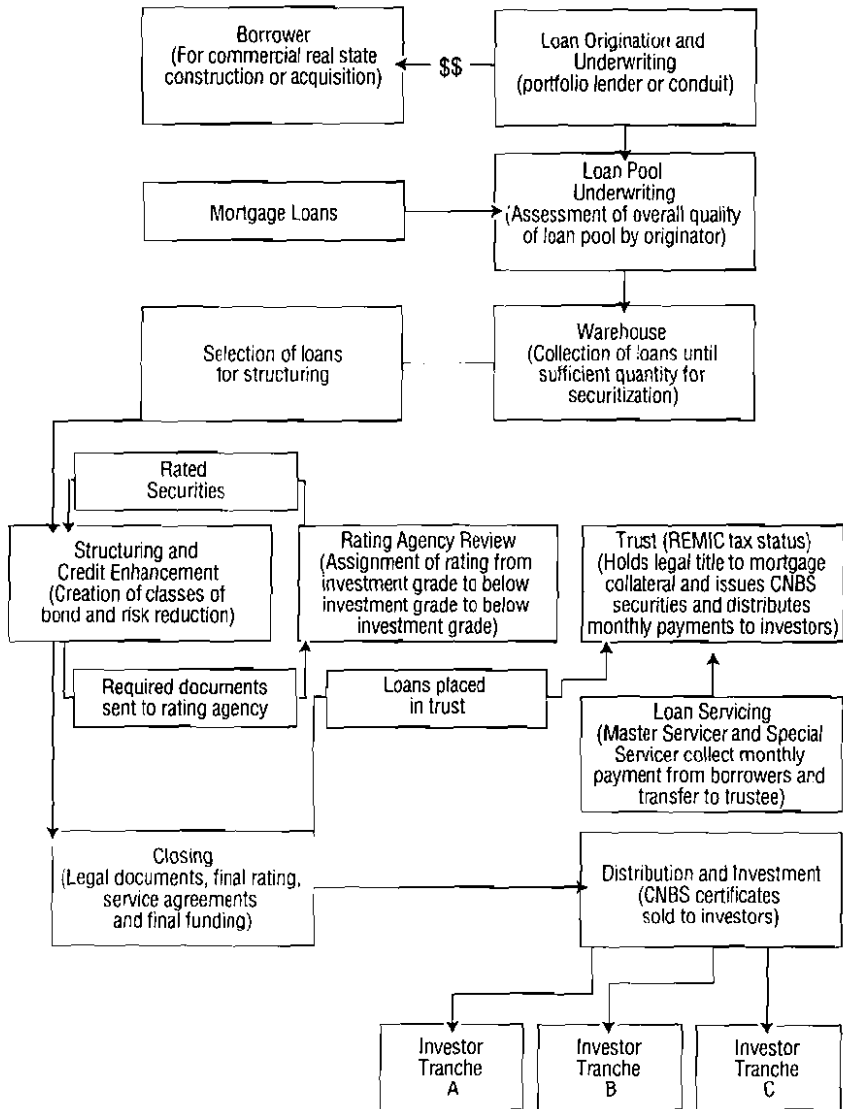 Borrower
(For commercial real state
construction or acquisition)
$$
Loan Origination and
Underwriting
(portfolio lender or conduit)
Mortgage Loans
Loan Pool
Underwriting
(Assessment of overall quality
of loan pool by originator)
Selection of loans
for structuring
Warehouse
(Collection of loans until
sufficient quantity for
securitization)
Rated
Securities
Structuring and
Credit Enhancement
(Creation of classes of
bond and risk reduction)
Rating Agency Review
(Assignment of rating from
investment grade to below
investment grade to below
investment grade)
Trust (REMIC tax status)
(Holds legal title to mortgage
collateral and issues CNBS
securities and distributes
monthly payments to investors)
Required documents
sent to rating agency
Loans placed
in trust
Loan Servicing
(Master Servicer and Special
Servicer collect monthly
payment from borrowers and
transfer to trustee)
Closing
(Legal documents, final rating,
service agreements
and final funding)
Distribution and Investment
(CNBS certificates
sold to investors)
Investor
Tranche
A
Investor
Tranche
B
Investor
Tranche
C